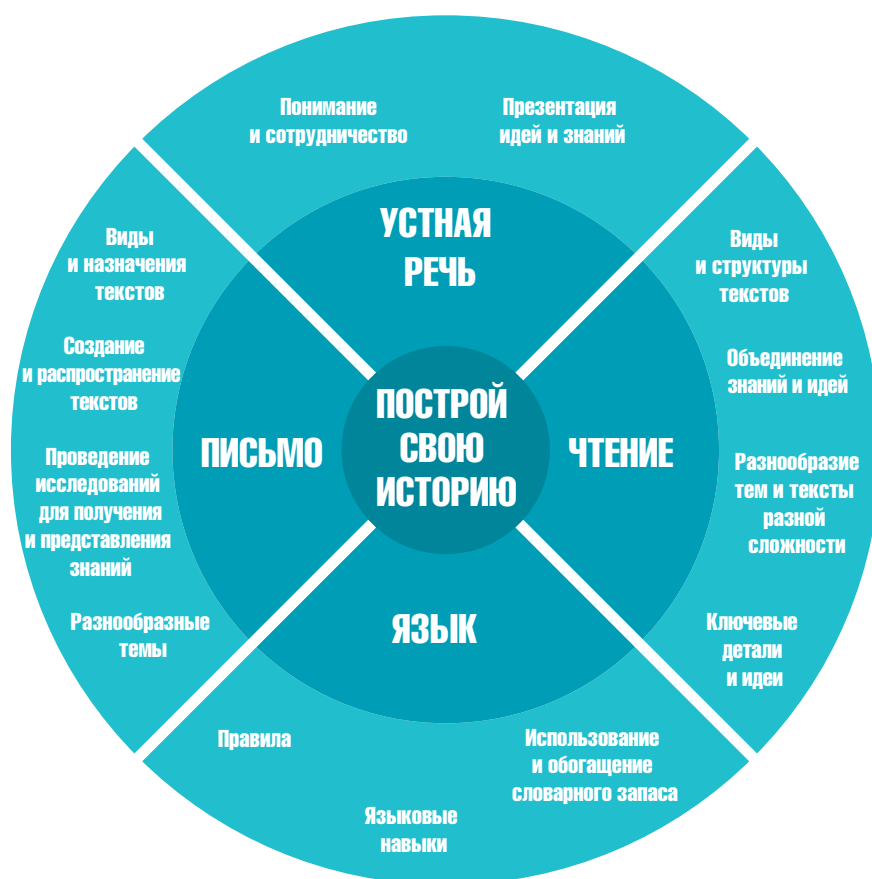 Понимание
и сотрудничество
Презентация
идей и знаний
УСТНАЯ
РЕЧЬ
Виды
и назначения
текстов
Создание
и распространение
текстов
Проведение
исследований
для получения
и представления
знаний
Разнообразные
темы
ПИСЬМО
ПОСТРОЙ
СВОЮ
ИСТОРИЮ
ЧТЕНИЕ
Виды
и структуры
текстов
Объединение
знаний и идей
Разнообразие
тем и тексты
разной
сложности
Ключевые
детали
и идеи
ЯЗЫК
Правила
Языковые
навыки
Использование
и обогащение
словарного запаса